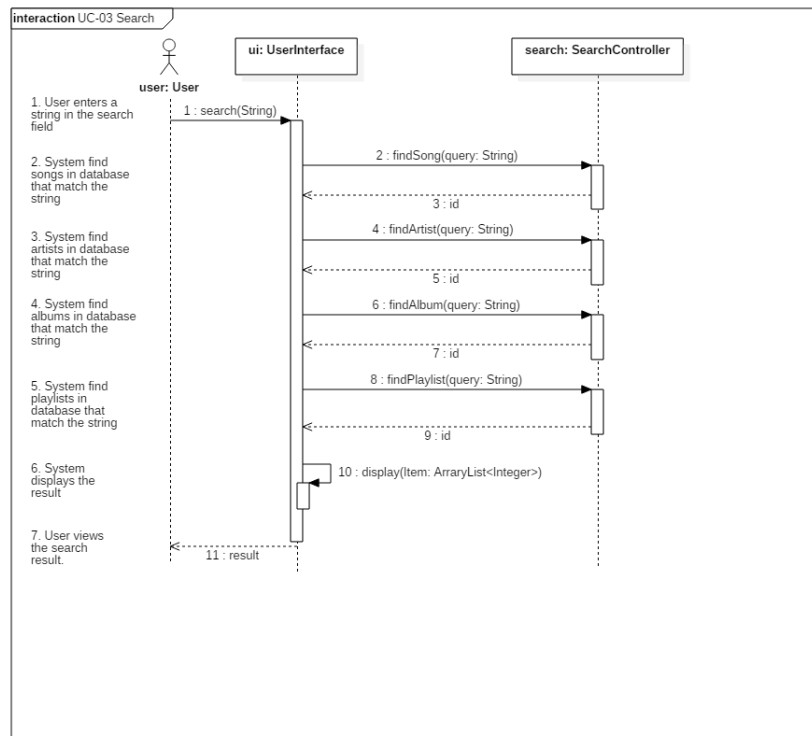 interaction UC-03 Search
ui: UserInterface
search: SearchController
user: User
1. User enters a
string in the search
field
1 : search(String)
2. System find
songs in database
that match the
string
2 : findSong(query: String)
3 : id
3. System find
artists in database
that match the
string
4 : findArtist(query: String)
5 : id
4. System find
albums in database
that match the
string
6 : findAlbum(query: String)
7 : id
5. System find
playlists in
database that
match the string
8 : findPlaylist(query: String)
9 : id
6. System
displays the
result
10 : display(Item: ArraryList<Integer>)
7. User views
the search
result.
11 : result